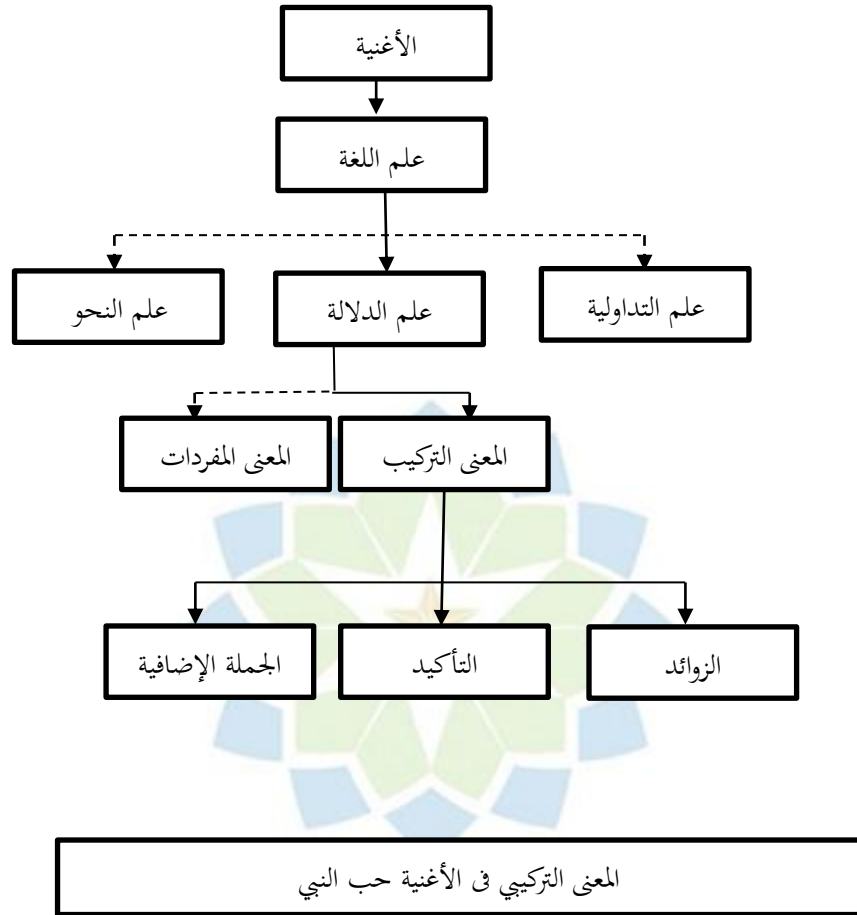 الأغنية
علم اللغة
علم التداولية
علم الدلالة
علم النحو
المعنى التركيب
المعنى المفردات
الزوائد
التأكيد
الجملة الإضافية
المعنى التركيبي فى الأغنية حب النبي